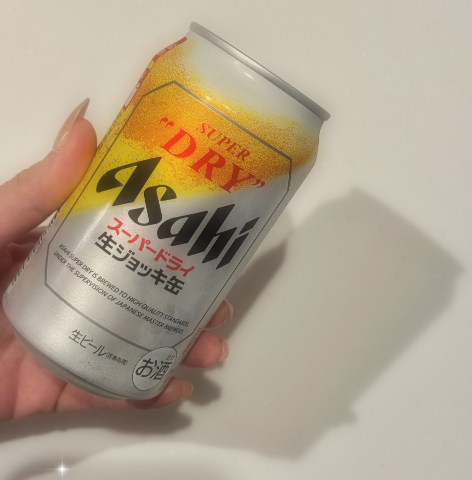 SUPER
"DRY"
Asahi
スーパードライ
生ジョッキ缶
ASAHI SUPER DRY IS BREWED TO HIGH QUALITY STANDARDS
UNDER THE SUPERVISION OF JAPANESE MASTER BREWERS
生ビール
お酒